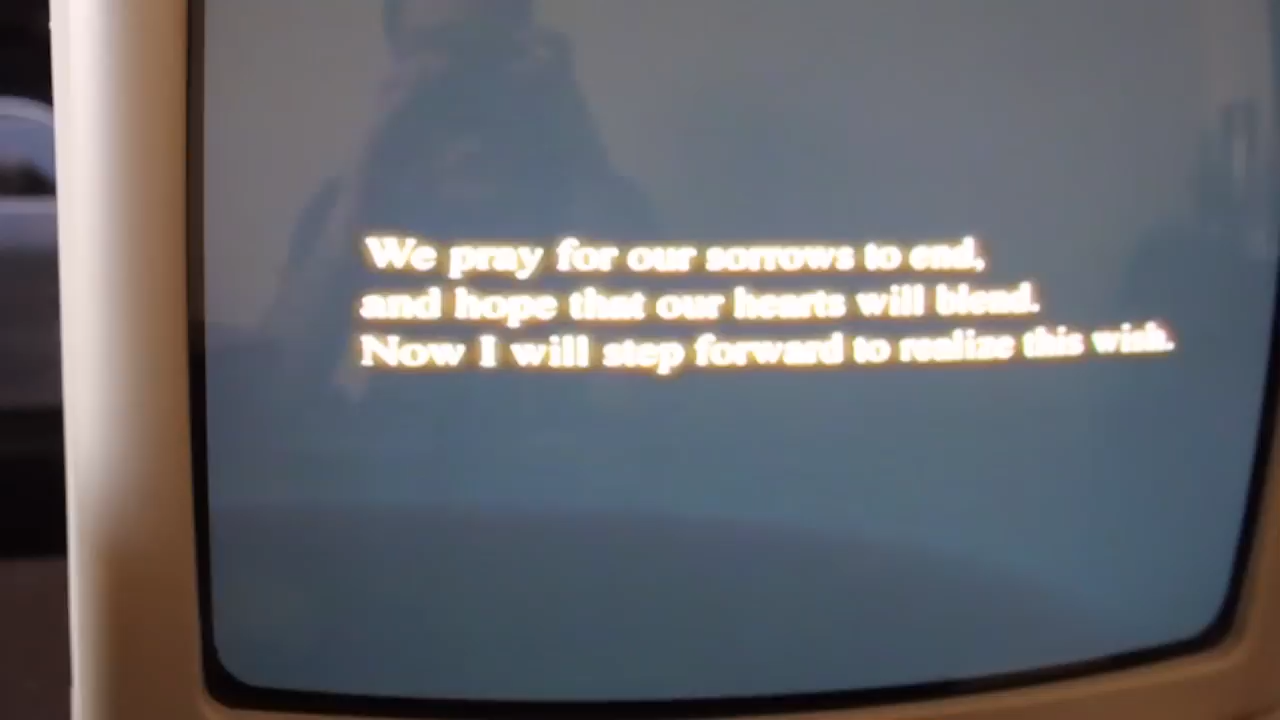 We pray for our sorrows to end,
and hope that our hearts will blend.
Now I will step forward to realize this wish.